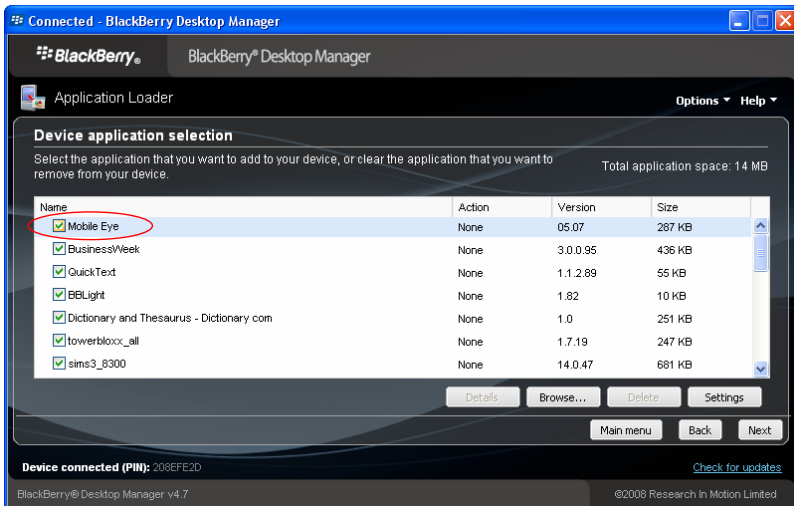 Connected - BlackBerry Desktop Manager
BlackBerry® BlackBerry® Desktop Manager
Application Loader Options Help
Device application selection
Select the application that you want to add to your device, or clear the application that you want to
remove from your device.
Total application space: 14 MB
Name Action Version Size
Mobile Eye None 05.07 287 KB
BusinessWeek None 3.0.0.95 436 KB
QuickText None 1.1.2.89 55 KB
BBLight None 1.82 10 KB
Dictionary and Thesaurus - Dictionary com None 1.0 251 KB
towerbloxx_all None 1.7.19 247 KB
sims3_8300 None 14.0.47 681 KB
Details Browse... Delete Settings
Main menu Back Next
Device connected (PIN): 208EFE2D Check for updates
BlackBerry® Desktop Manager v4.7 ©2008 Research In Motion Limited